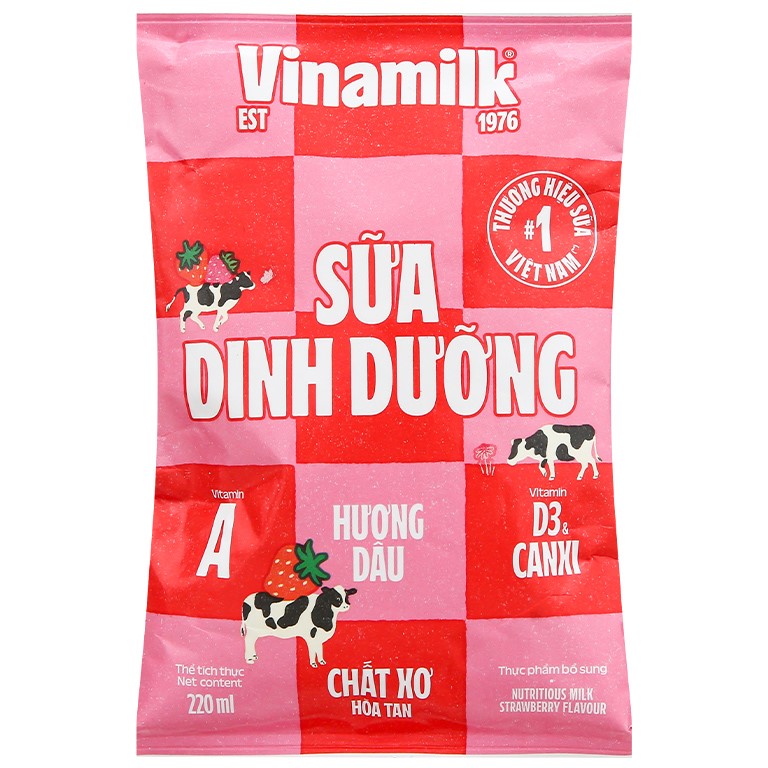 Vinamilk®
EST 1976
THƯƠNG HIỆU SỮA
#1
VIỆT NAM
SỮA
DINH DƯỠNG
Vitamin
A
HƯƠNG
DÂU
Vitamin
D3 &
CANXI
Thể tích thực
Net content
220 ml
CHẤT XƠ
HÒA TAN
Thực phẩm bổ sung
NUTRITIOUS MILK
STRAWBERRY FLAVOUR